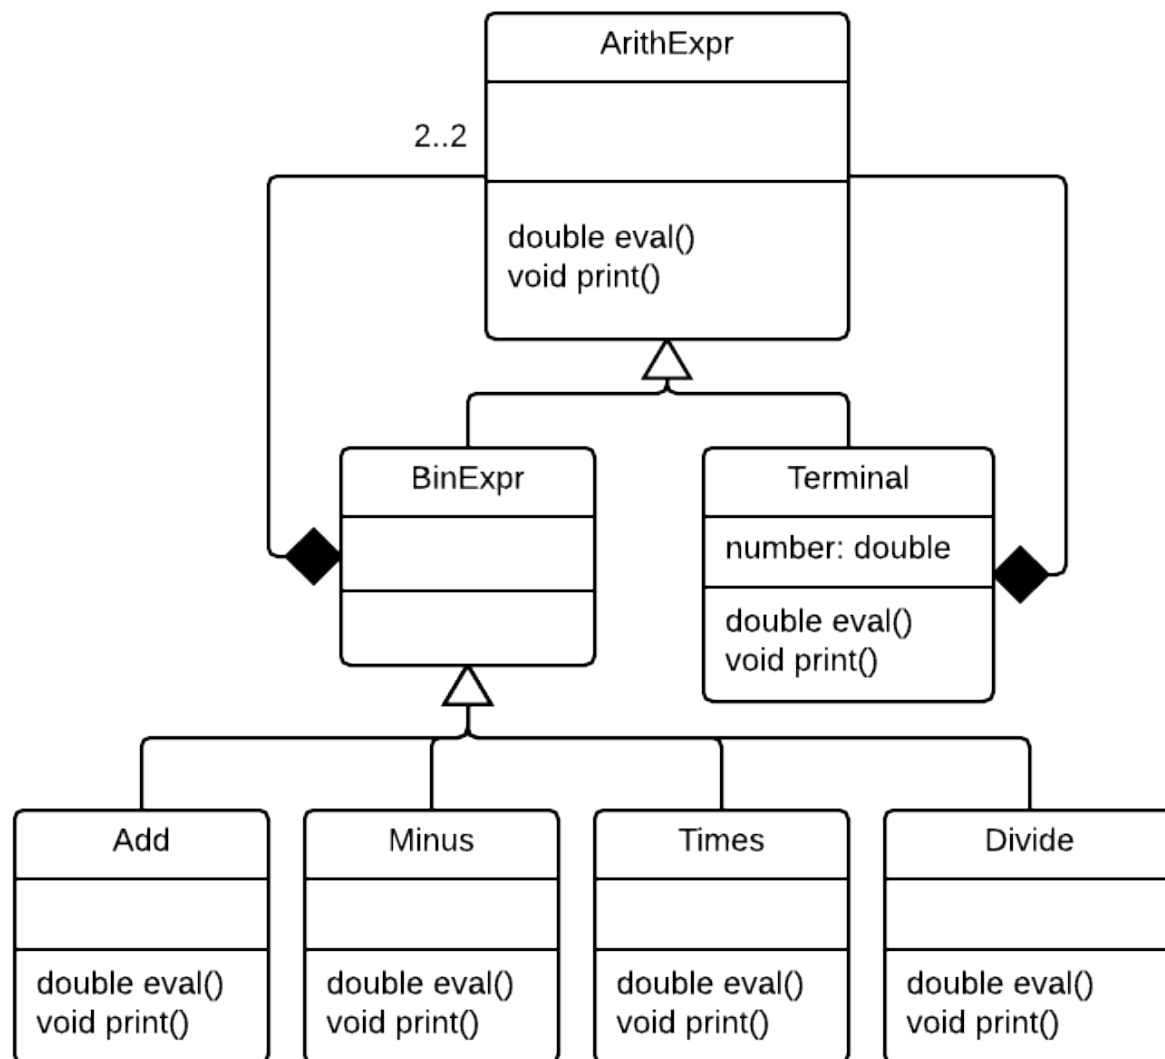 ArithExpr
2..2
double eval()
void print()
BinExpr
Terminal
number: double
double eval()
void print()
Add
Minus
Times
Divide
double eval()
void print()
double eval()
void print()
double eval()
void print()
double eval()
void print()